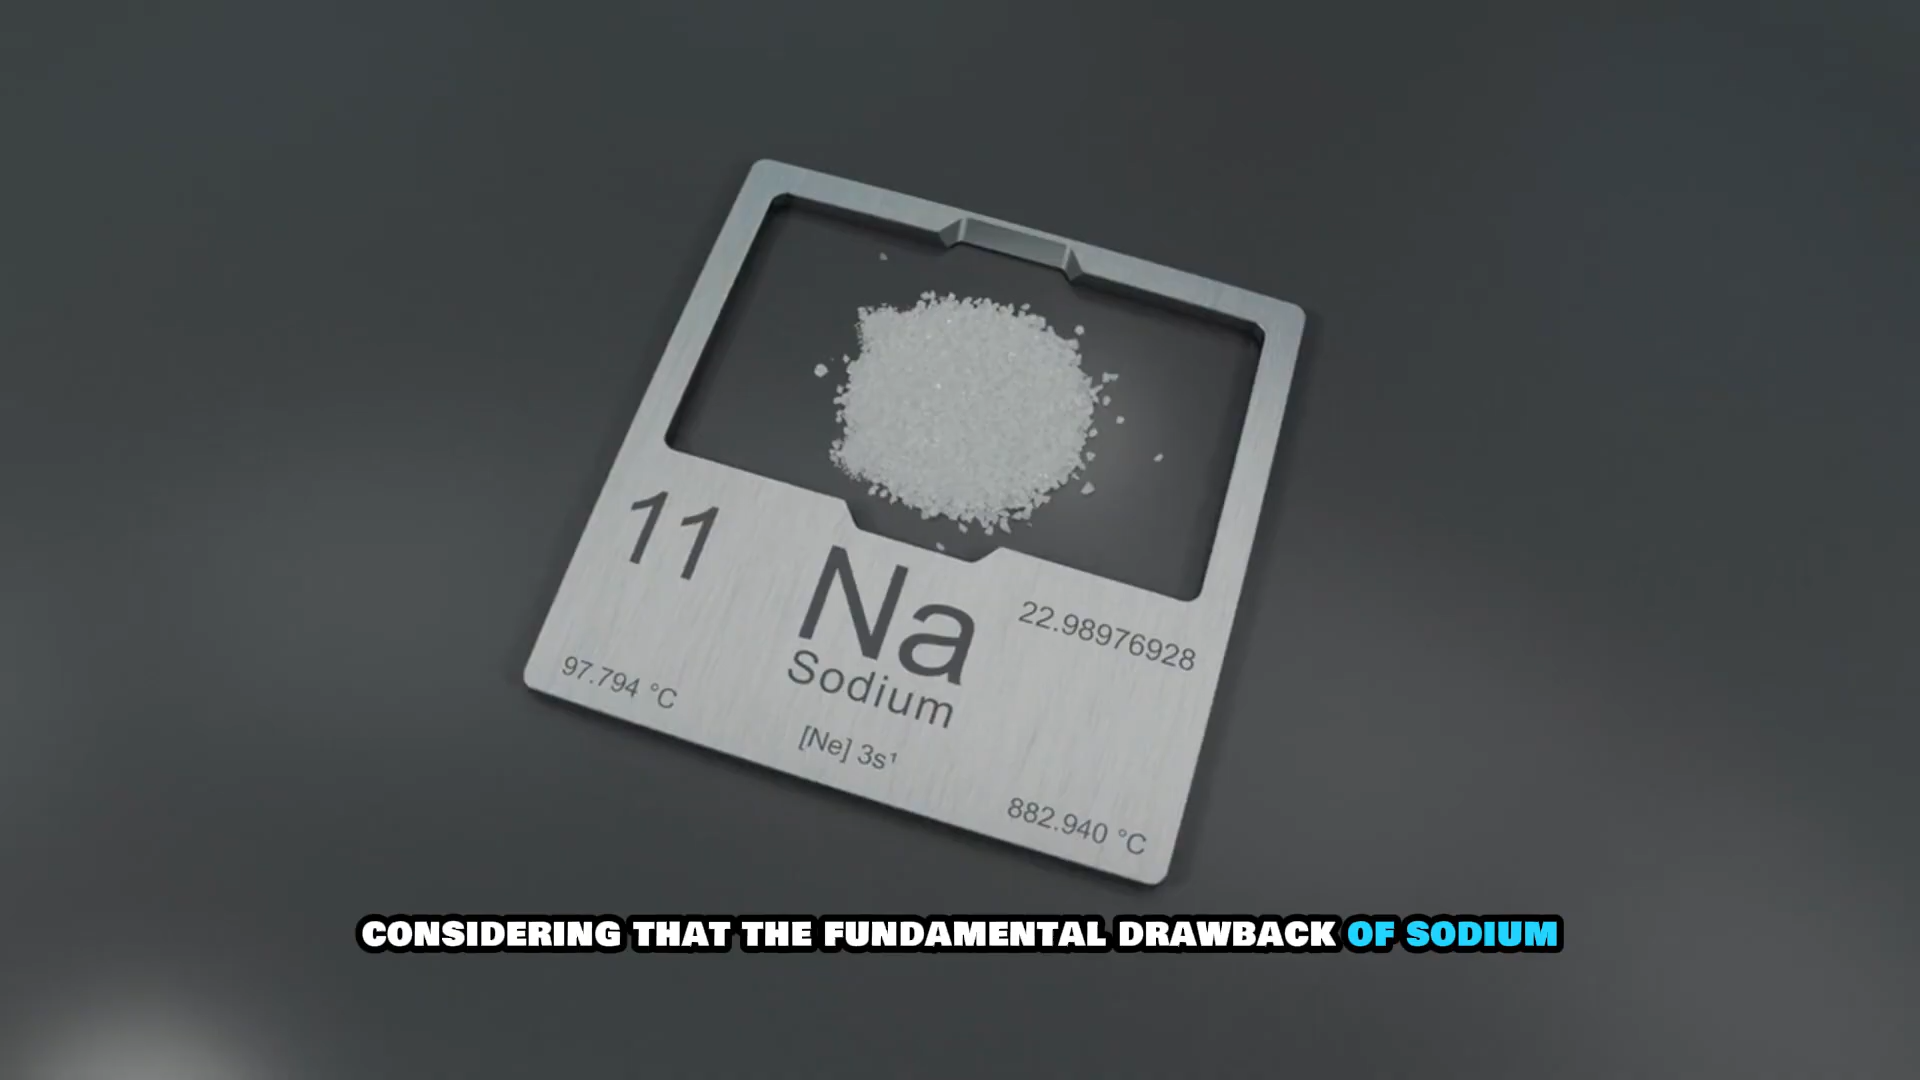 11
Na
22.98976928
Sodium
97.794 °C
[Ne] 3s¹
882.940 °C
CONSIDERING THAT THE FUNDAMENTAL DRAWBACK OF SODIUM